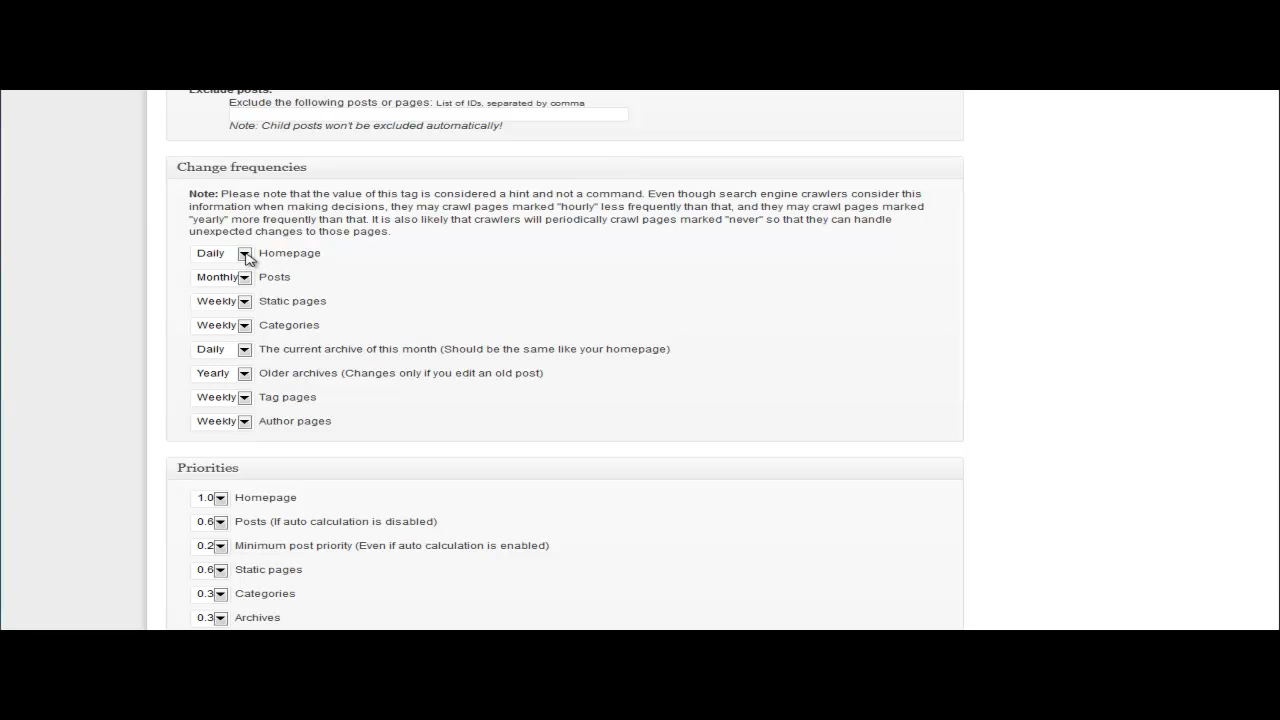 Exclude posts:
Exclude the following posts or pages: List of IDs, separated by comma
Note: Child posts won't be excluded automatically!
Change frequencies
Note: Please note that the value of this tag is considered a hint and not a command. Even though search engine crawlers consider this
information when making decisions, they may crawl pages marked "hourly" less frequently than that, and they may crawl pages marked
"yearly" more frequently than that. It is also likely that crawlers will periodically crawl pages marked "never" so that they can handle
unexpected changes to those pages.
Daily Homepage
Monthly Posts
Weekly Static pages
Weekly Categories
Daily The current archive of this month (Should be the same like your homepage)
Yearly Older archives (Changes only if you edit an old post)
Weekly Tag pages
Weekly Author pages
Priorities
1.0 Homepage
0.6 Posts (If auto calculation is disabled)
0.2 Minimum post priority (Even if auto calculation is enabled)
0.6 Static pages
0.3 Categories
0.3 Archives